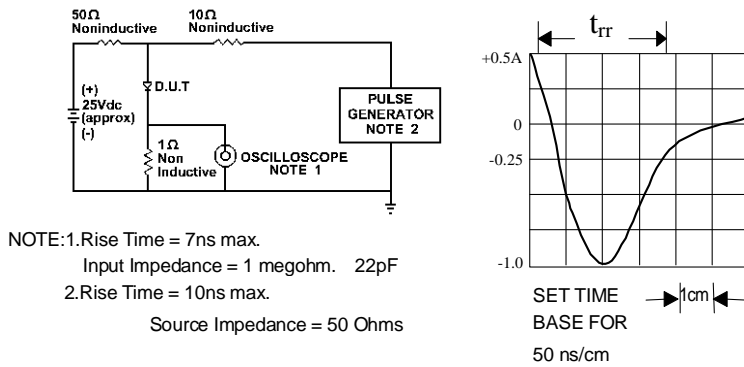 50Ω
Noninductive
10Ω
Noninductive
D.U.T
(+)
25Vdc
(approx)
(-)
PULSE
GENERATOR
NOTE 2
1Ω
Non
Inductive
OSCILLOSCOPE
NOTE 1
NOTE:1.Rise Time = 7ns max.
Input Impedance = 1 megohm. 22pF
2.Rise Time = 10ns max.
Source Impedance = 50 Ohms
trr
+0.5A
0
-0.25
-1.0
SET TIME
BASE FOR
50 ns/cm
1cm